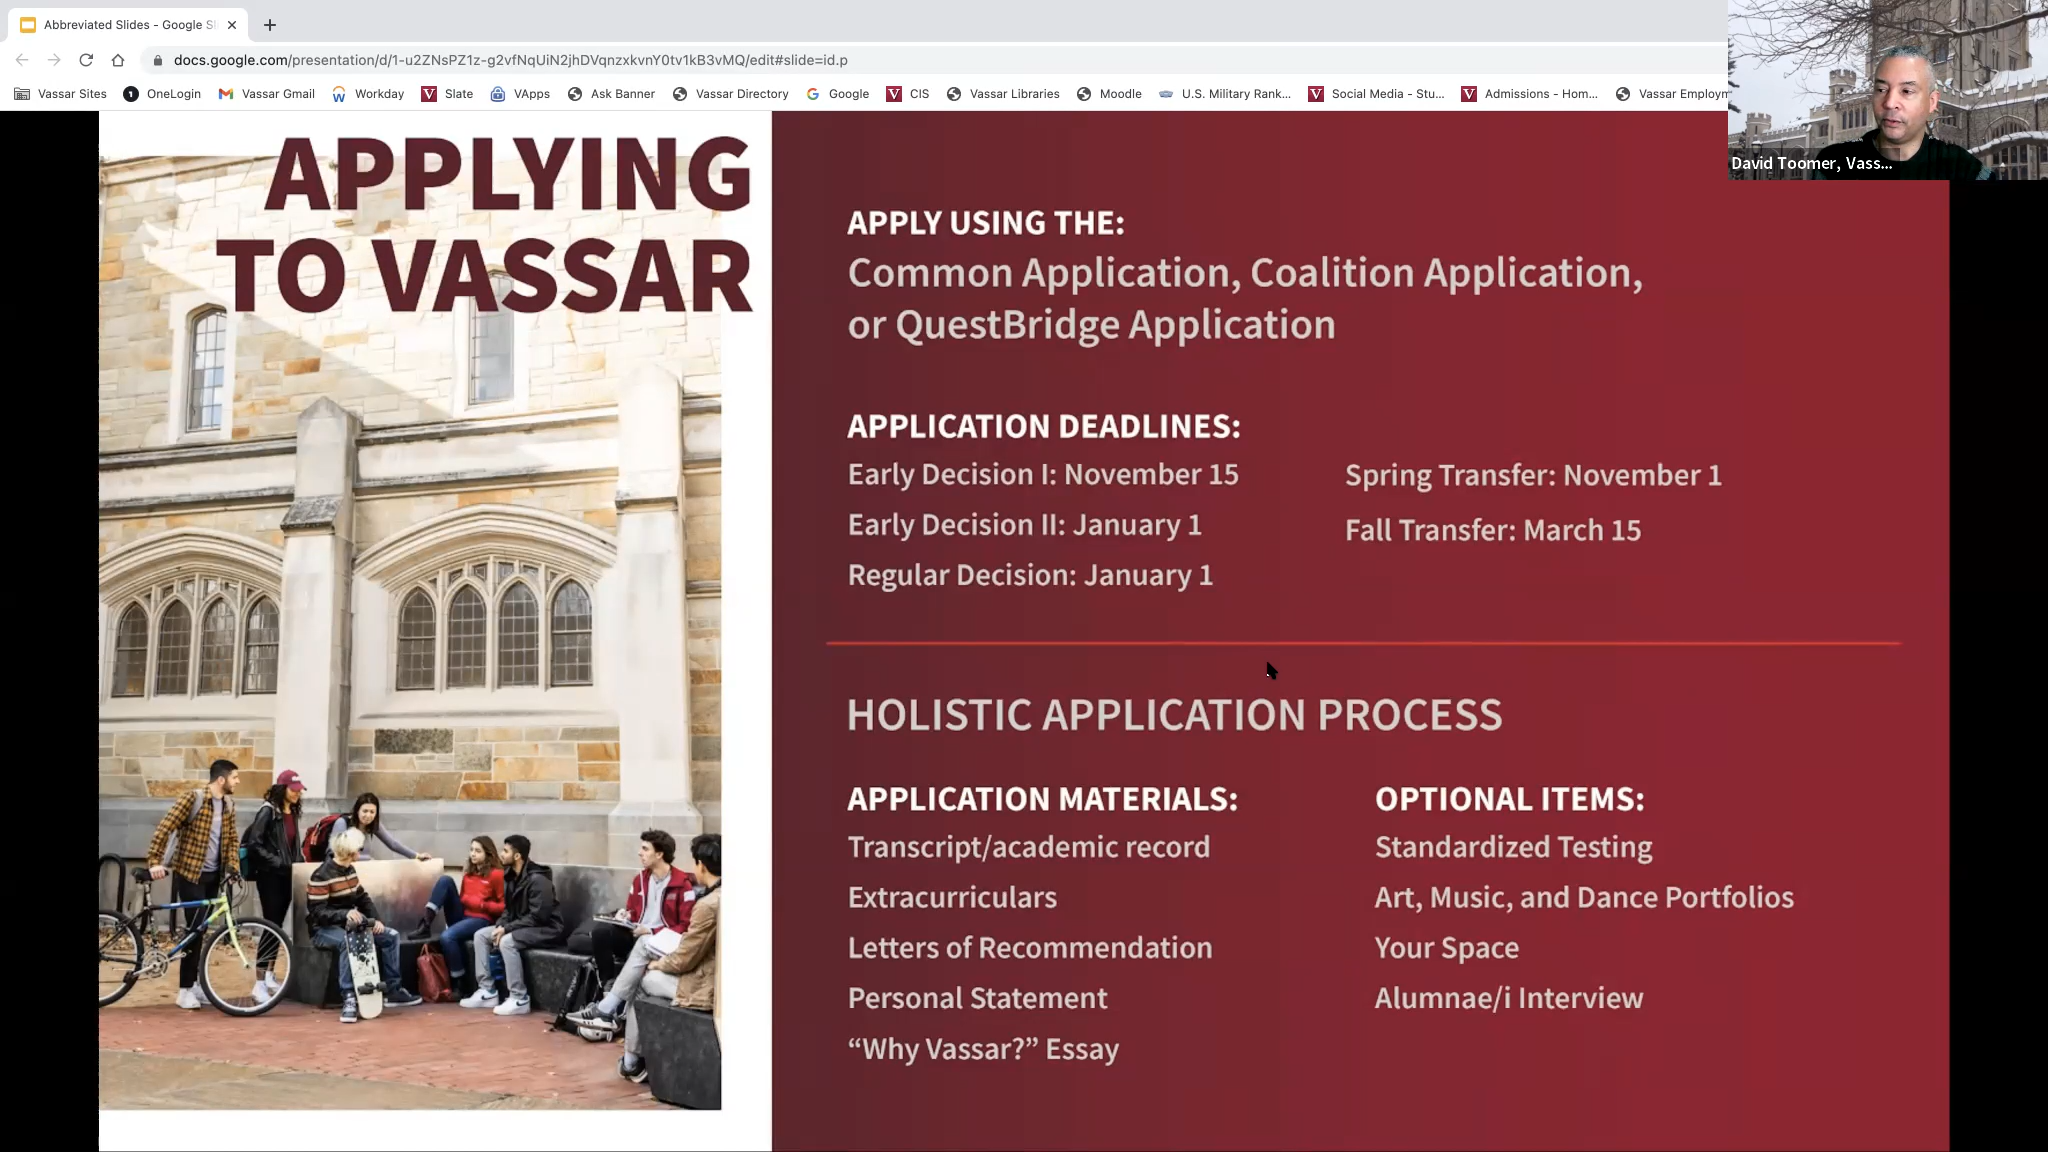 Abbreviated Slides - Google Sl
docs.google.com/presentation/d/1-u2ZNsPZ1z-g2vfNqUiN2jhDVqnzxkvnY0tv1kB3vMQ/edit#slide=id.p
Vassar Sites
OneLogin
Vassar Gmail
Workday
Slate
VApps
Ask Banner
Vassar Directory
Google
CIS
Vassar Libraries
Moodle
U.S. Military Rank...
Social Media - Stu...
Admissions - Hom...
Vassar Employm
David Toomer, Vass...
APPLYING
TO VASSAR
APPLY USING THE:
Common Application, Coalition Application,
or QuestBridge Application
APPLICATION DEADLINES:
Early Decision I: November 15
Early Decision II: January 1
Regular Decision: January 1
Spring Transfer: November 1
Fall Transfer: March 15
HOLISTIC APPLICATION PROCESS
APPLICATION MATERIALS:
Transcript/academic record
Extracurriculars
Letters of Recommendation
Personal Statement
“Why Vassar?” Essay
OPTIONAL ITEMS:
Standardized Testing
Art, Music, and Dance Portfolios
Your Space
Alumnae/i Interview